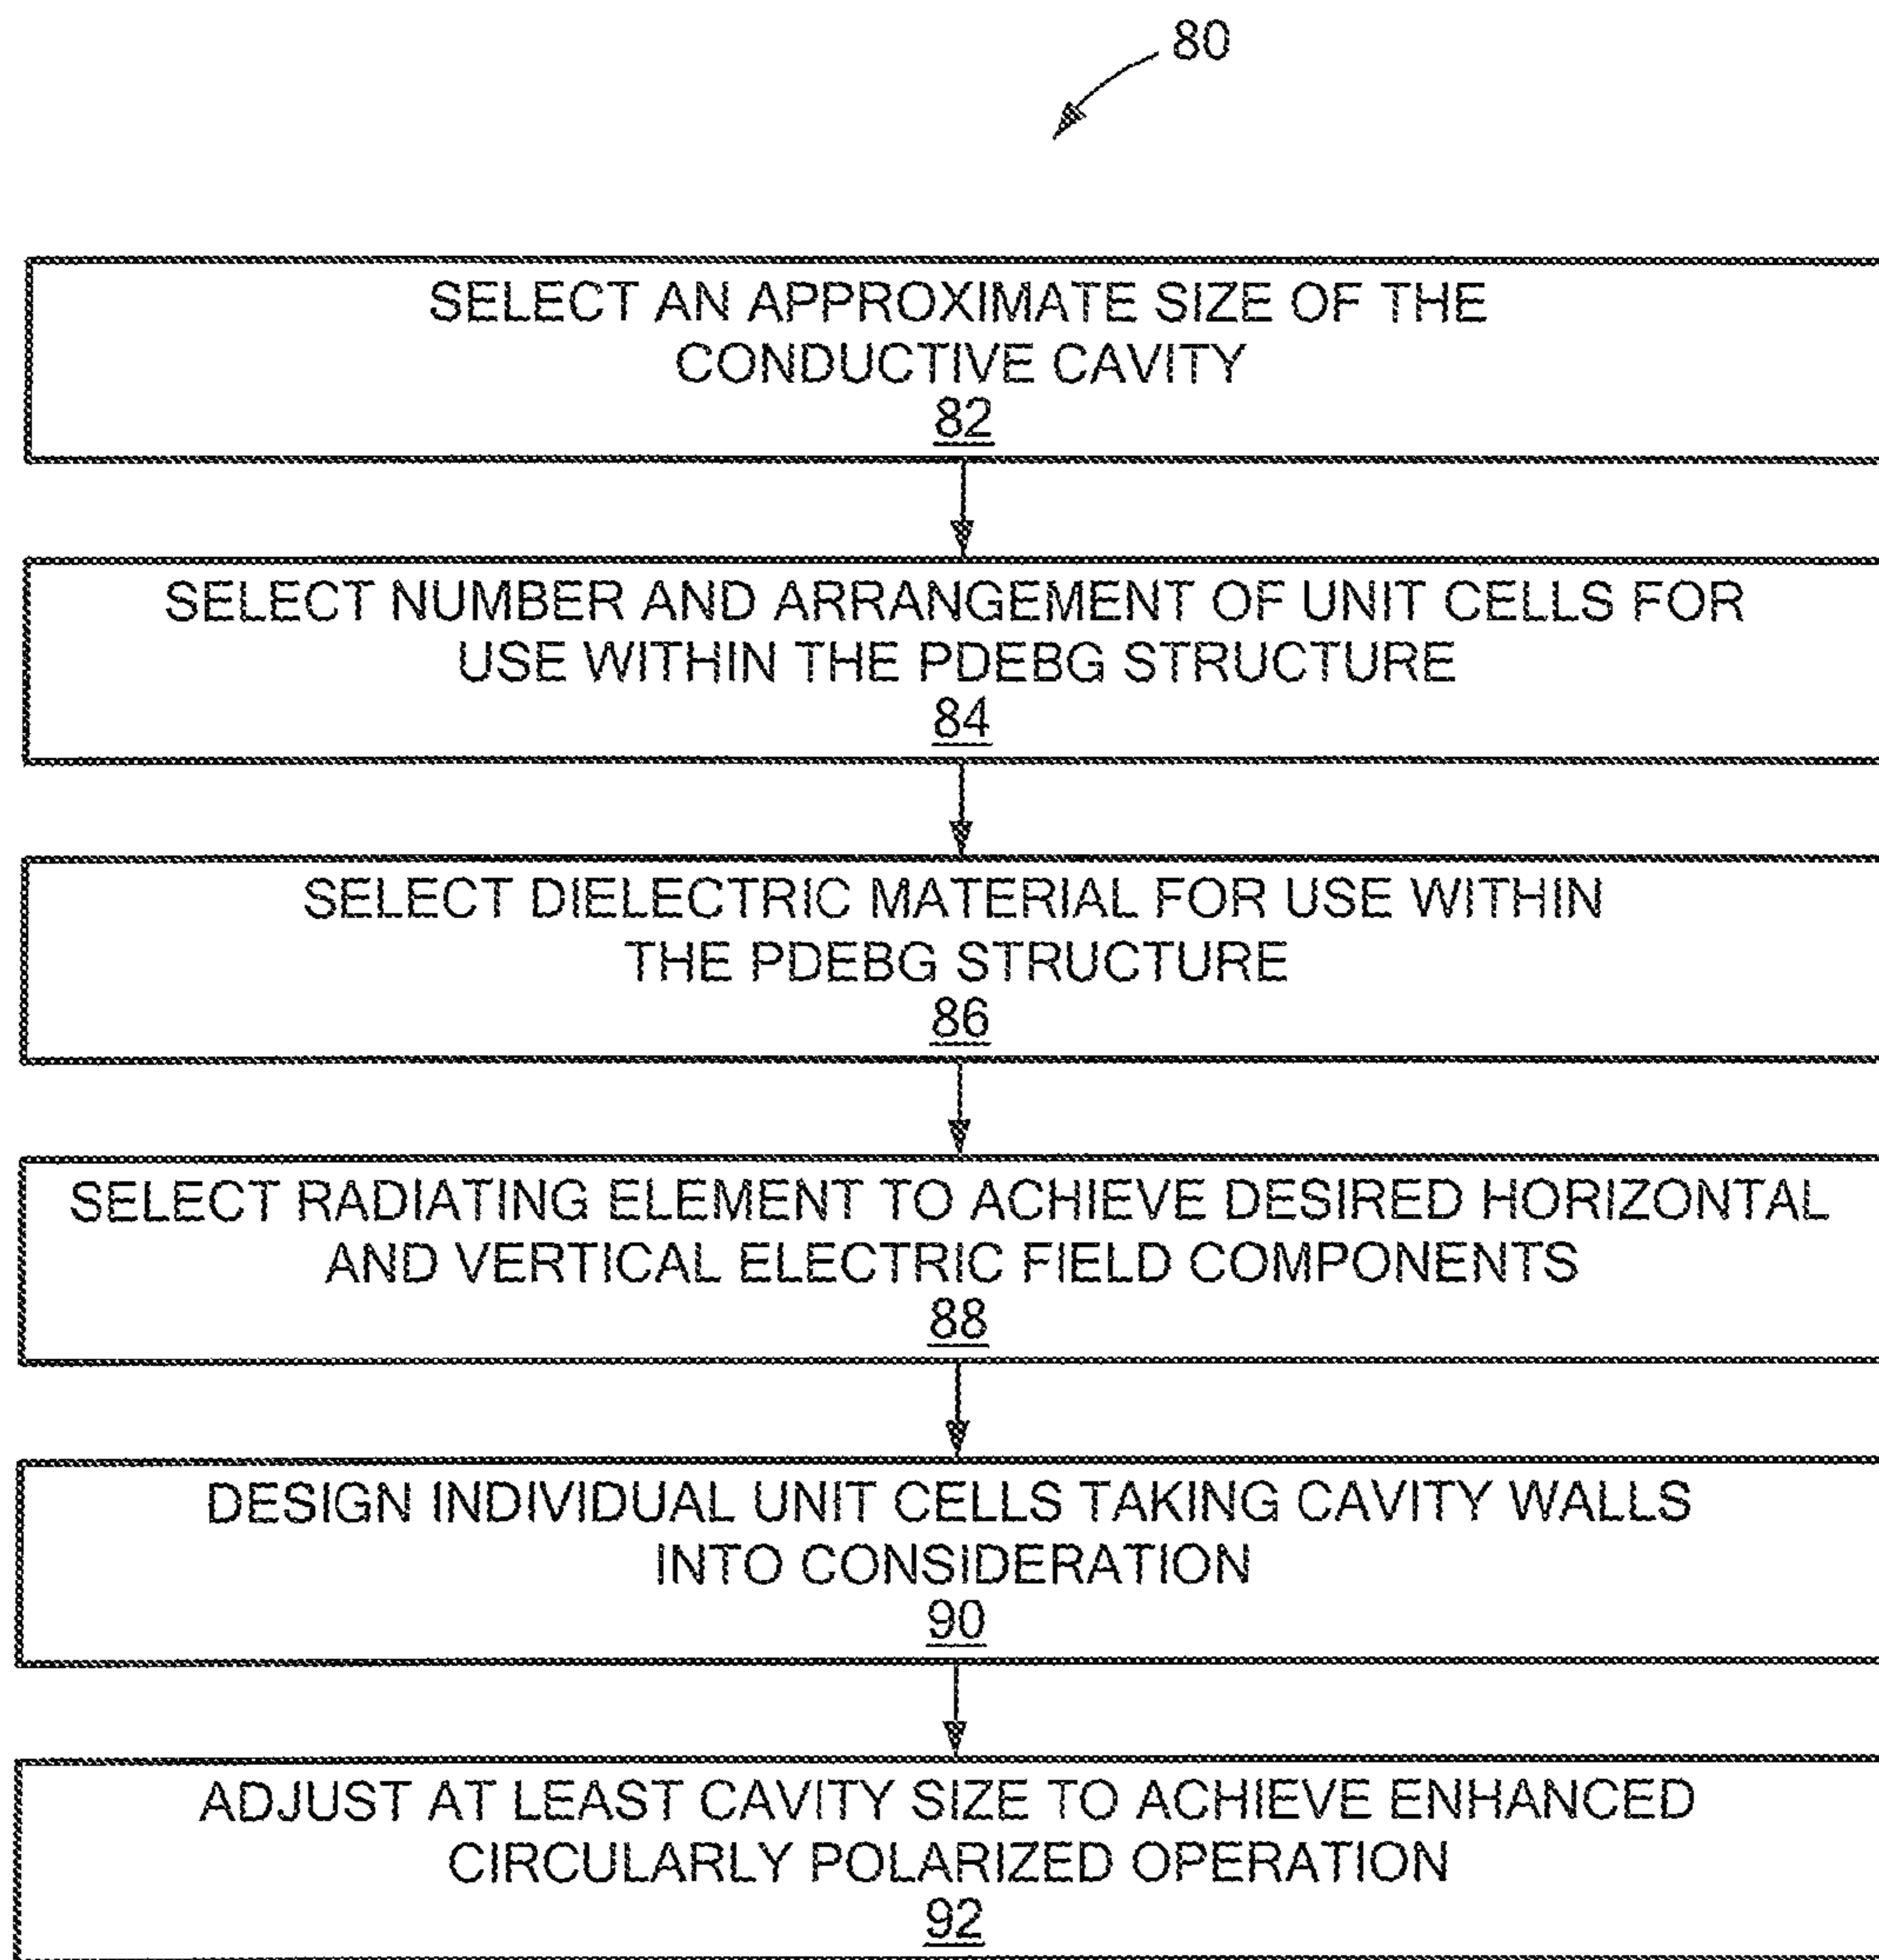 80
SELECT AN APPROXIMATE SIZE OF THE
CONDUCTIVE CAVITY
82
SELECT NUMBER AND ARRANGEMENT OF UNIT CELLS FOR
USE WITHIN THE PDEBG STRUCTURE
84
SELECT DIELECTRIC MATERIAL FOR USE WITHIN
THE PDEBG STRUCTURE
86
SELECT RADIATING ELEMENT TO ACHIEVE DESIRED HORIZONTAL
AND VERTICAL ELECTRIC FIELD COMPONENTS
88
DESIGN INDIVIDUAL UNIT CELLS TAKING CAVITY WALLS
INTO CONSIDERATION
90
ADJUST AT LEAST CAVITY SIZE TO ACHIEVE ENHANCED
CIRCULARLY POLARIZED OPERATION
92